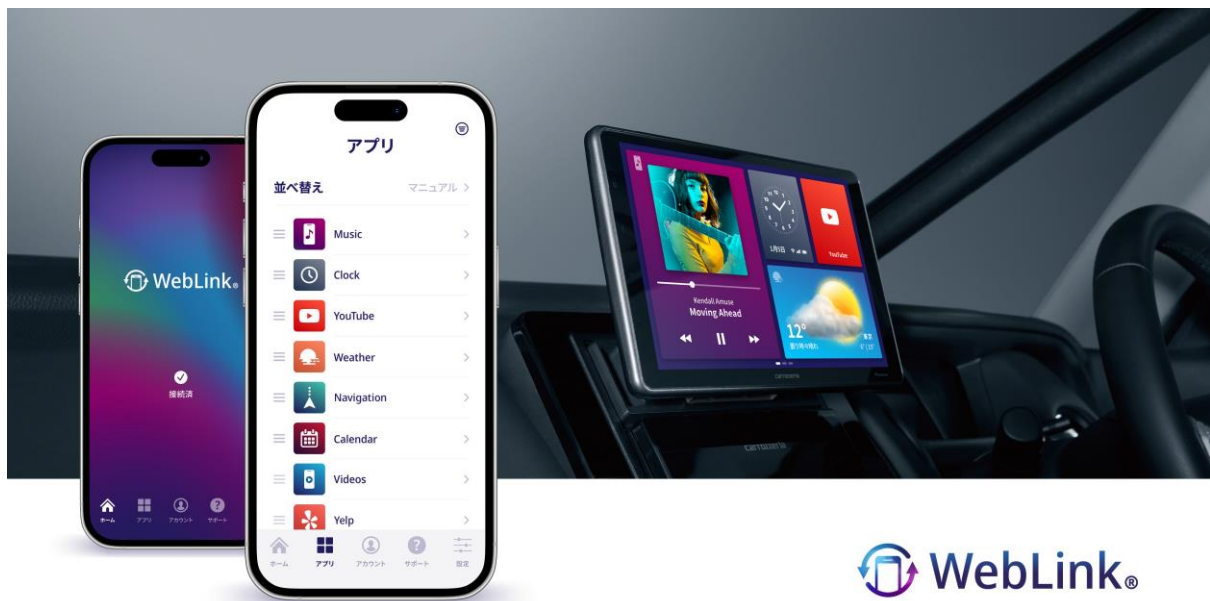 WebLink®
接続済
ホーム
アプリ
アカウント
サポート
アプリ
並べ替え
マニュアル
Music
Clock
YouTube
Weather
Navigation
Calendar
Videos
Yelp
ホーム
アプリ
アカウント
サポート
設定
Kendall Amuse
Moving Ahead
YouTube
12°
東京
carrozzeria
carrozzeria
WebLink®